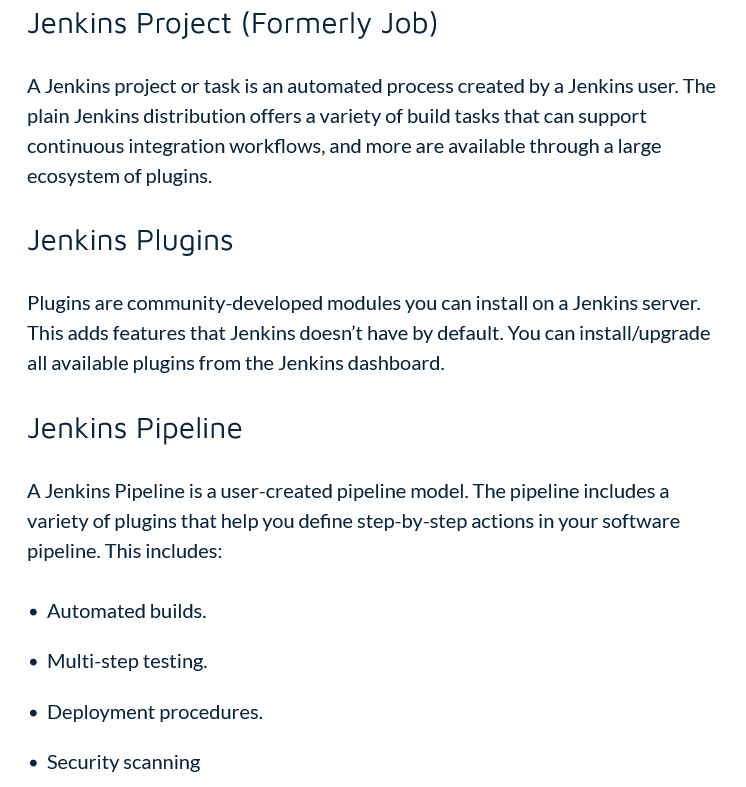 Jenkins Project (Formerly Job)
A Jenkins project or task is an automated process created by a Jenkins user. The
plain Jenkins distribution offers a variety of build tasks that can support
continuous integration workflows, and more are available through a large
ecosystem of plugins.
Jenkins Plugins
Plugins are community-developed modules you can install on a Jenkins server.
This adds features that Jenkins doesn’t have by default. You can install/upgrade
all available plugins from the Jenkins dashboard.
Jenkins Pipeline
A Jenkins Pipeline is a user-created pipeline model. The pipeline includes a
variety of plugins that help you define step-by-step actions in your software
pipeline. This includes:
• Automated builds.
• Multi-step testing.
• Deployment procedures.
• Security scanning